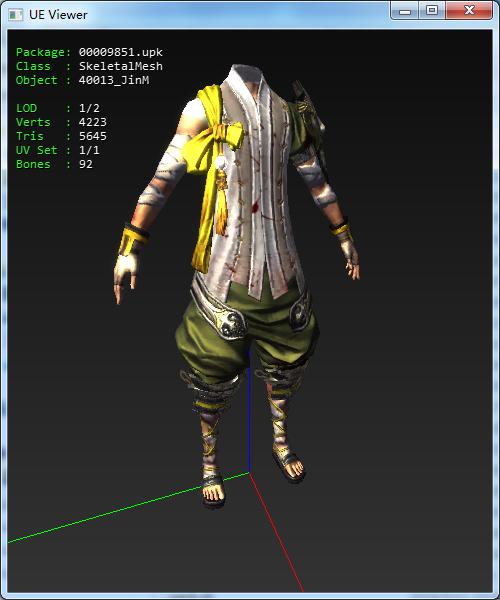 UE Viewer
Package: 00009851.upk
Class : SkeletalMesh
Object : 40013_JinM
LOD : 1/2
Verts : 4223
Tris : 5645
UV Set : 1/1
Bones : 92